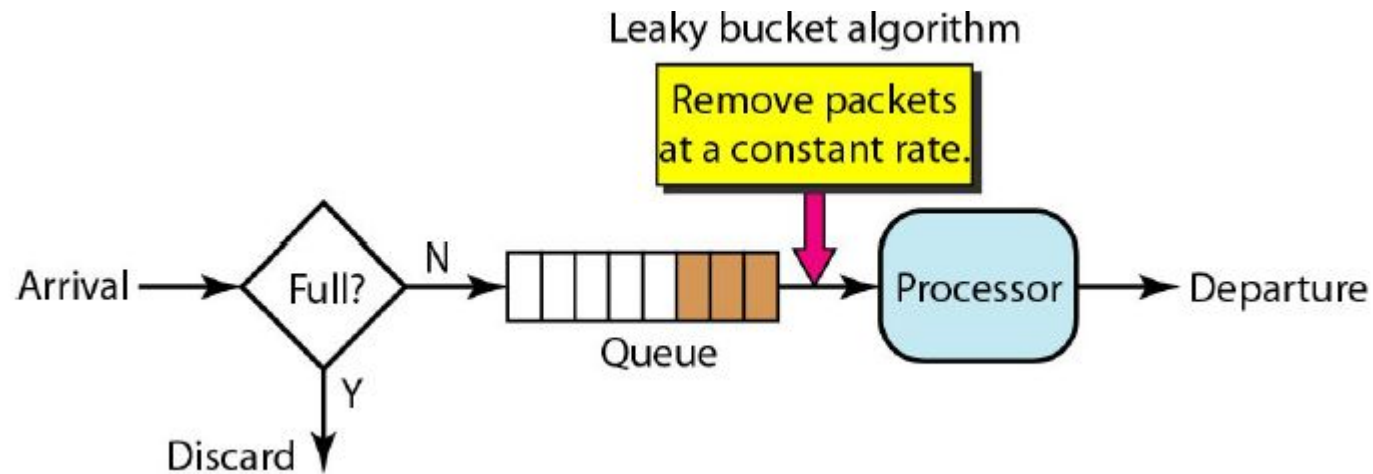 Leaky bucket algorithm
Remove packets
at a constant rate.
Arrival
Full?
N
Y
Discard
Queue
Processor
Departure